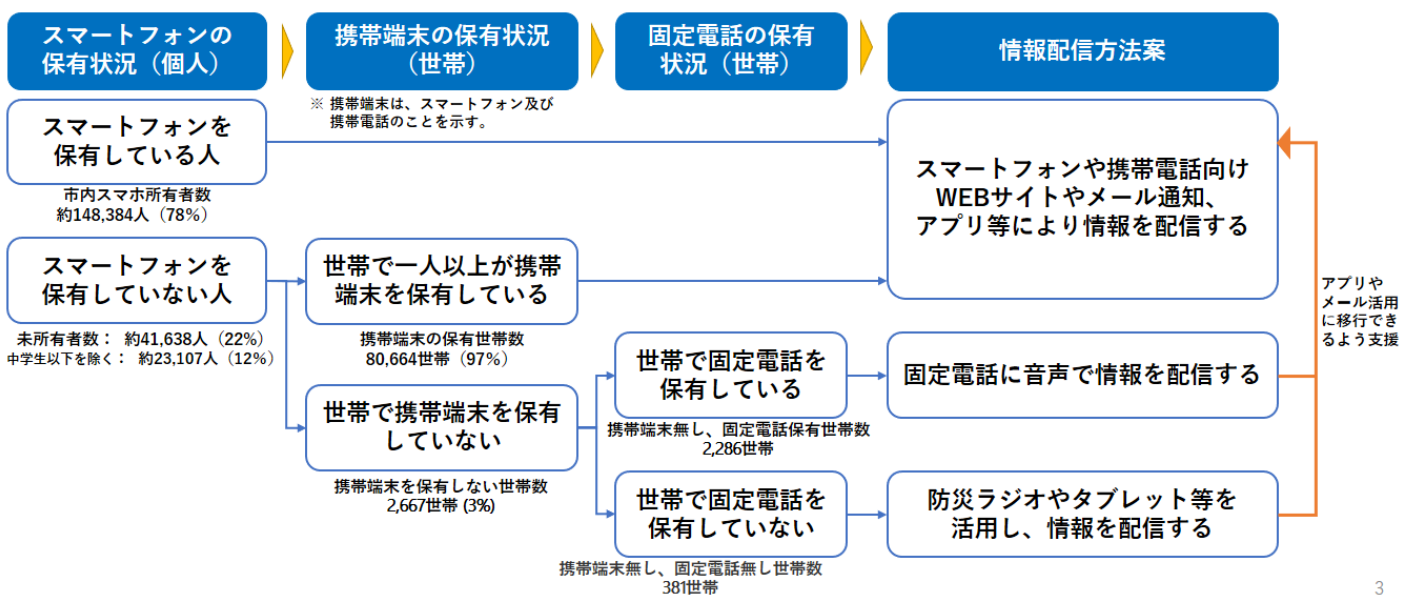 スマートフォンの
保有状況（個人）
携帯端末の保有状況
（世帯）
固定電話の保有
状況（世帯）
情報配信方法案
※ 携帯端末は、スマートフォン及び
携帯電話のことを示す。
スマートフォンを
保有している人
市内スマホ所有者数
約148,384人（78%）
スマートフォンや携帯電話向け
WEBサイトやメール通知、
アプリ等により情報を配信する
スマートフォンを
保有していない人
未所有者数： 約41,638人（22%）
中学生以下を除く： 約23,107人（12%）
世帯で一人以上が携帯
端末を保有している
携帯端末の保有世帯数
80,664世帯（97%）
アプリや
メール活用
に移行でき
るよう支援
世帯で固定電話を
保有している
携帯端末無し、固定電話保有世帯数
2,286世帯
固定電話に音声で情報を配信する
世帯で携帯端末を保有
していない
携帯端末を保有しない世帯数
2,667世帯 (3%)
世帯で固定電話を
保有していない
携帯端末無し、固定電話無し世帯数
381世帯
防災ラジオやタブレット等を
活用し、情報を配信する
3